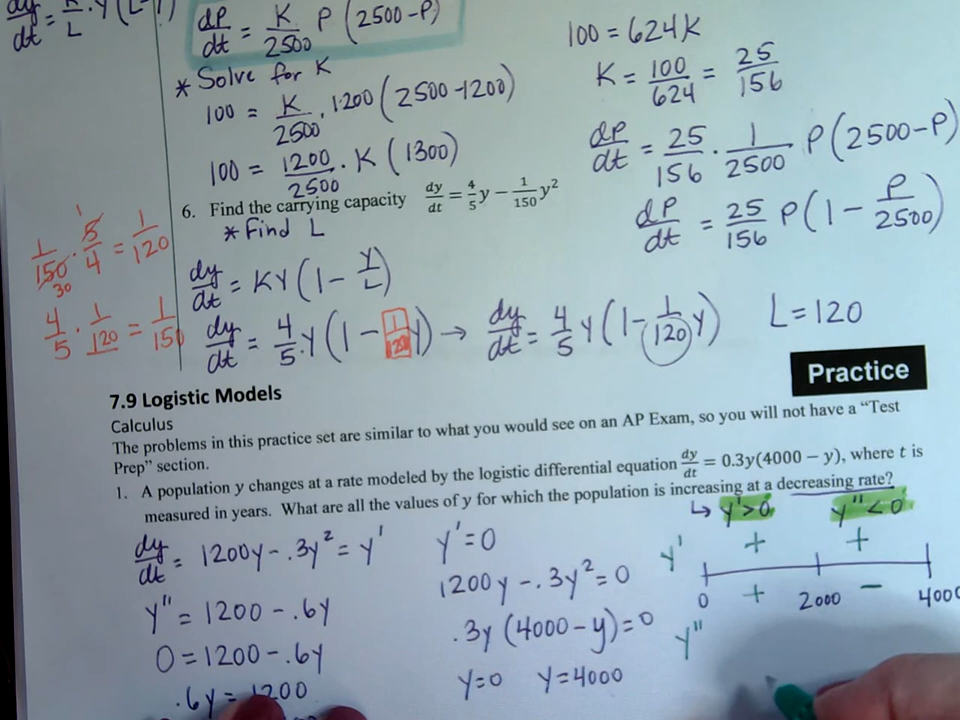 dy/dt = K/L · y (L-1)
dP/dt = K/2500 P (2500-P)
* Solve for K
100 = K/2500 · 1200 (2500-1200)
100 = 1200/2500 · K (1300)
100 = 624K
K = 100/624 = 25/156
dP/dt = 25/156 · 1/2500 P (2500-P)
dP/dt = 25/156 P (1 - P/2500)
6. Find the carrying capacity dy/dt = 4/5 y − 1/150 y²
* Find L
1/150 · 5/4 = 1/120
1 30
4/5 · 1/120 = 1/150
dy/dt = Ky (1 - y/L)
dy/dt = 4/5 y (1 - 1/120 y) → dy/dt = 4/5 y (1 - 1/120 y) L = 120
Practice
7.9 Logistic Models
Calculus
The problems in this practice set are similar to what you would see on an AP Exam, so you will not have a "Test
Prep" section.
1. A population y changes at a rate modeled by the logistic differential equation dy/dt = 0.3y(4000 − y), where t is
measured in years. What are all the values of y for which the population is increasing at a decreasing rate?
↳ y'>0 y''<0
dy/dt = 1200y - .3y² = y'
y'' = 1200 - .6y
0 = 1200 - .6y
.6y = 1200
y'=0
1200y - .3y² = 0
.3y (4000-y) = 0
y=0 y=4000
y' + +
0 + 2000 − 4000
y''